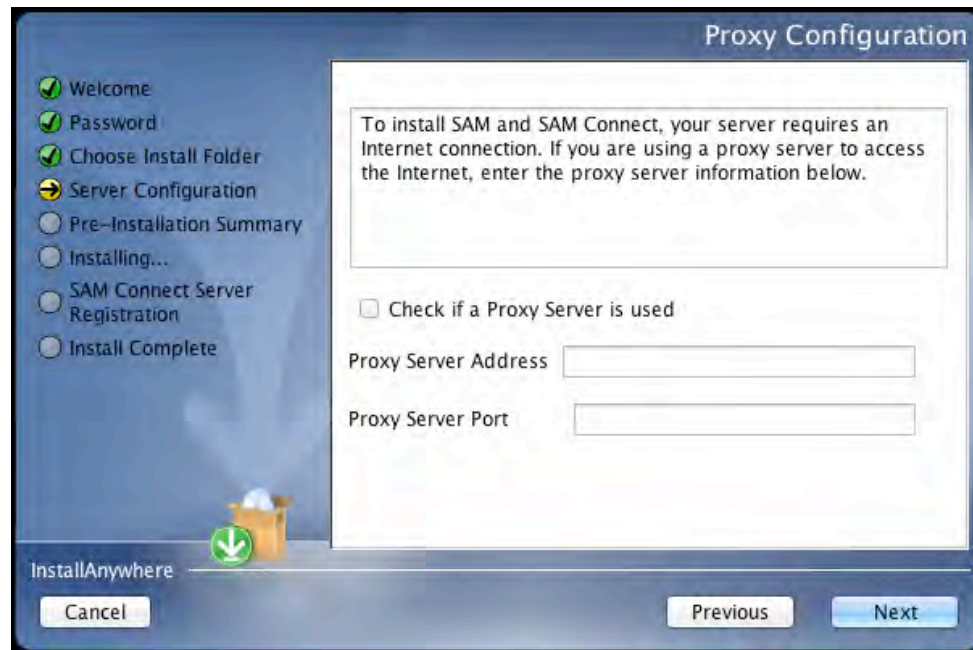 Proxy Configuration
Welcome
Password
Choose Install Folder
Server Configuration
Pre-Installation Summary
Installing...
SAM Connect Server
Registration
Install Complete
To install SAM and SAM Connect, your server requires an
Internet connection. If you are using a proxy server to access
the Internet, enter the proxy server information below.
Check if a Proxy Server is used
Proxy Server Address
Proxy Server Port
InstallAnywhere
Cancel
Previous
Next